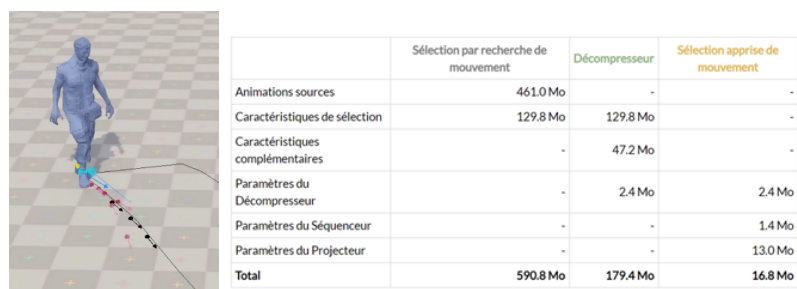 Sélection par recherche de mouvement Décompresseur Sélection apprise de mouvement
Animations sources 461.0 Mo - -
Caractéristiques de sélection 129.8 Mo 129.8 Mo -
Caractéristiques complémentaires - 47.2 Mo -
Paramètres du Décompresseur - 2.4 Mo 2.4 Mo
Paramètres du Séquenceur - - 1.4 Mo
Paramètres du Projecteur - - 13.0 Mo
Total 590.8 Mo 179.4 Mo 16.8 Mo